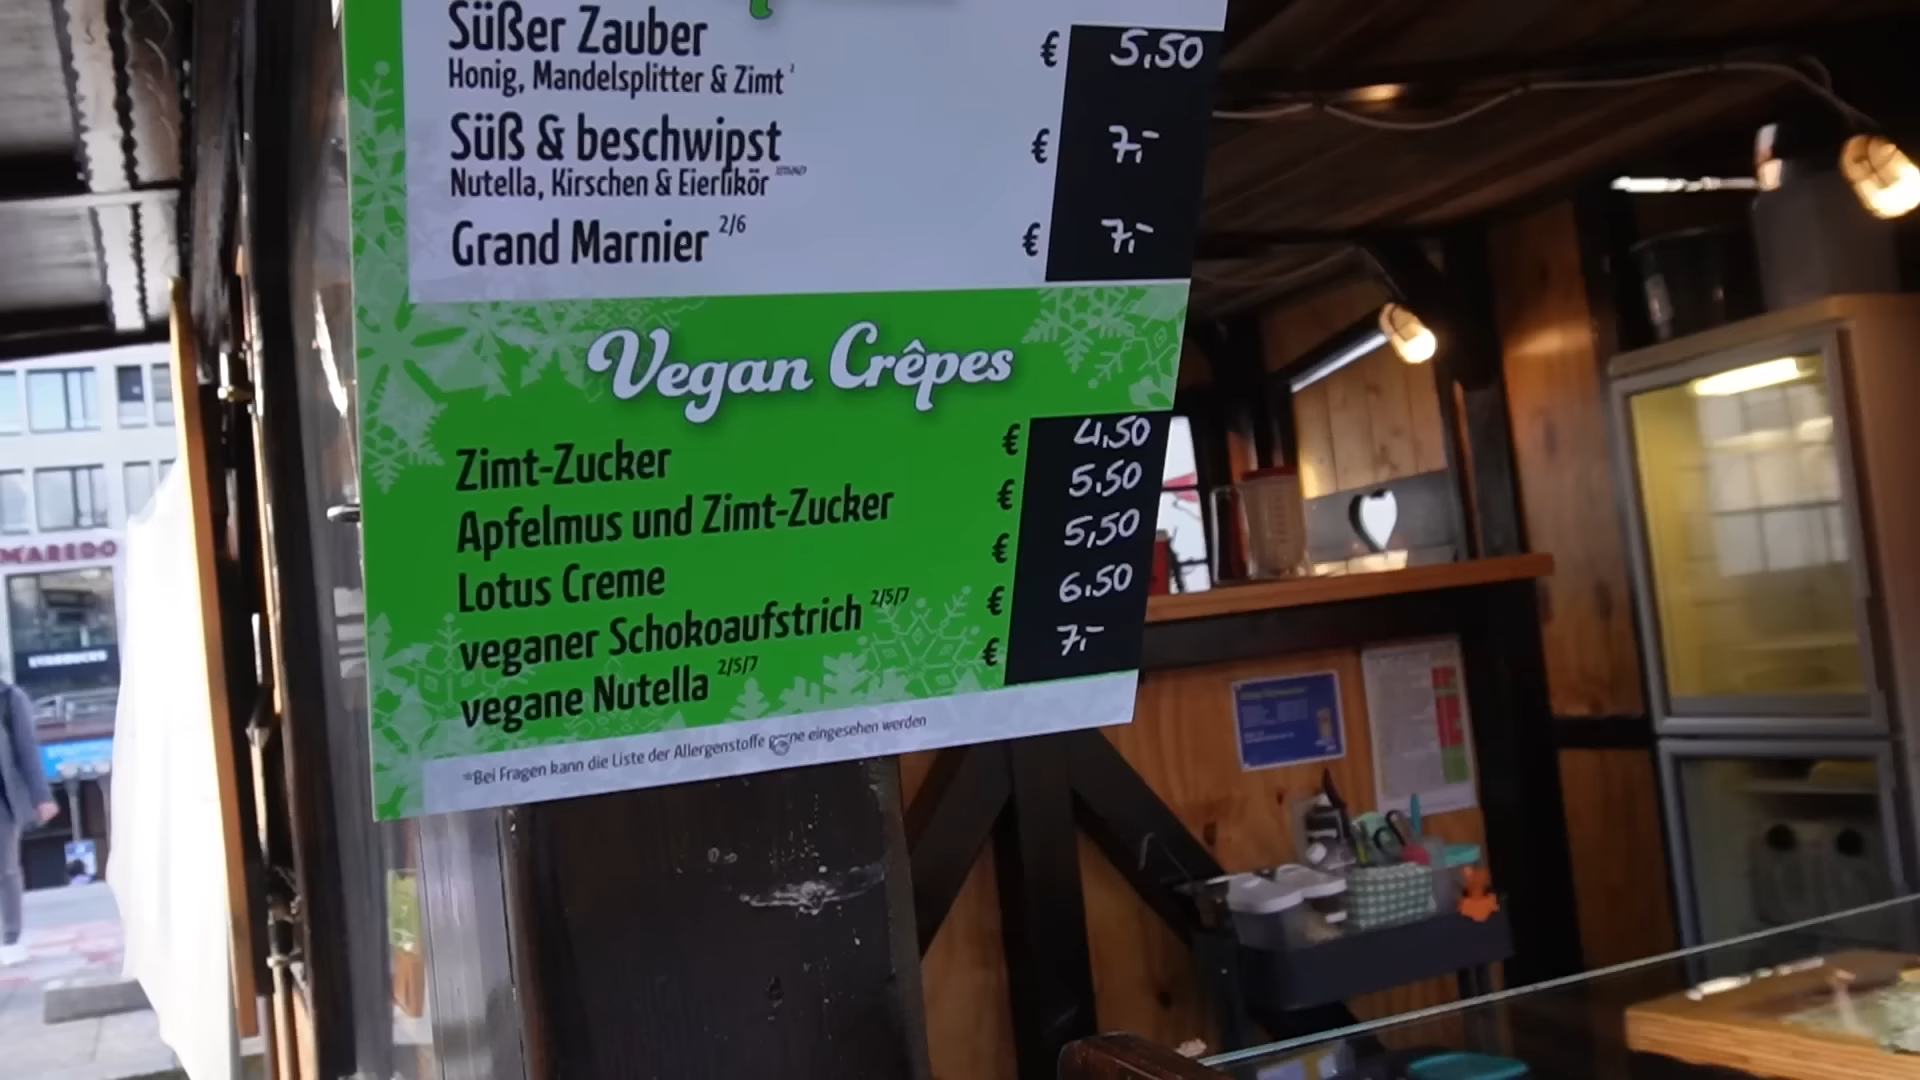 Süßer Zauber € 5,50
Honig, Mandelsplitter & Zimt ²
Süß & beschwipst € 7,-
Nutella, Kirschen & Eierlikör
Grand Marnier 2/6 € 7,-
Vegan Crêpes
Zimt-Zucker € 4,50
Apfelmus und Zimt-Zucker € 5,50
Lotus Creme € 5,50
veganer Schokoaufstrich 2/5/7 € 6,50
vegane Nutella 2/5/7 € 7,-
*Bei Fragen kann die Liste der Allergenstoffe gerne eingesehen werden
MAREDO